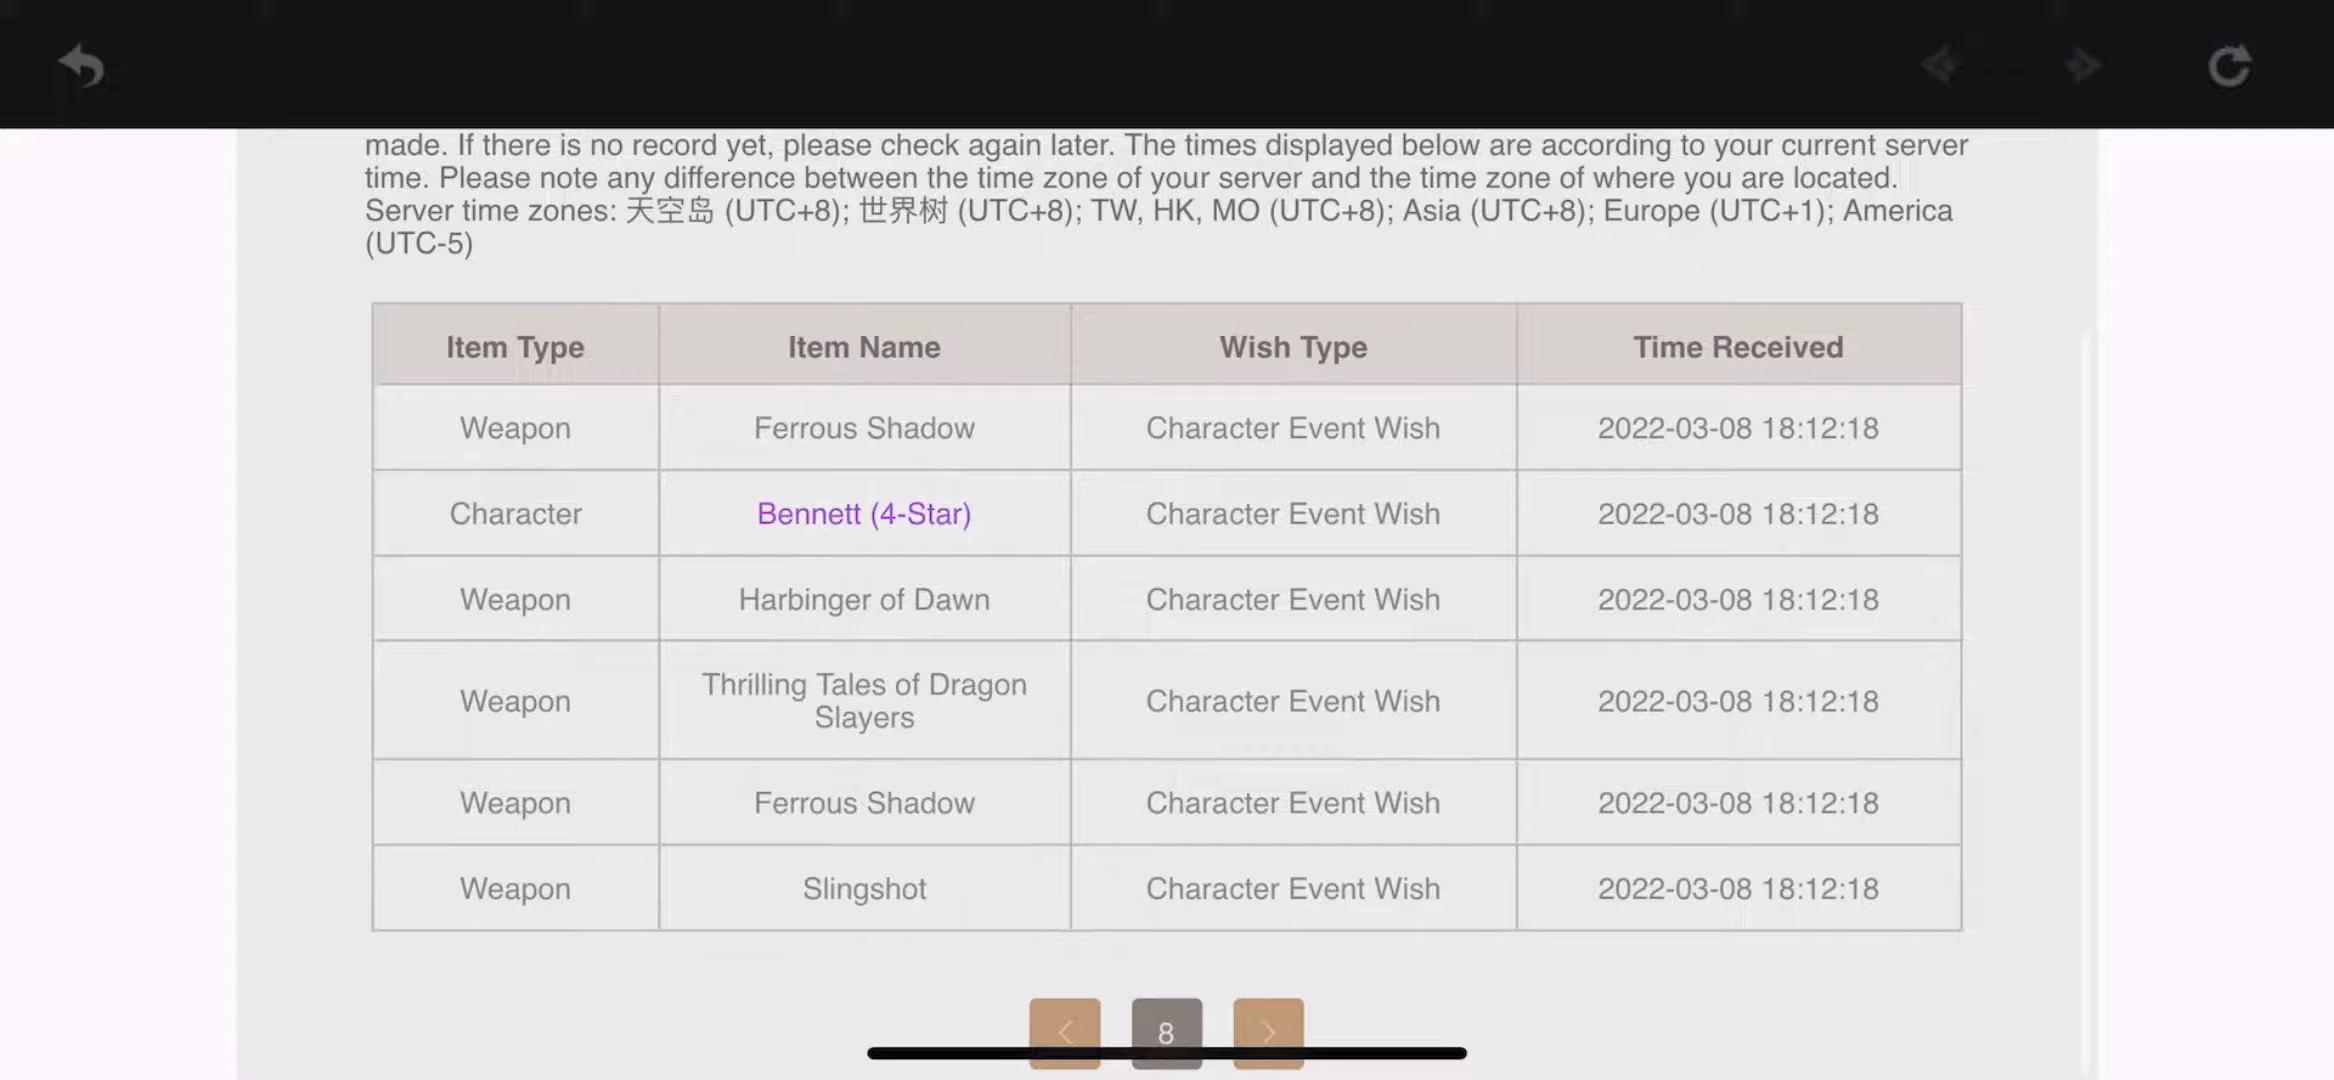 made. If there is no record yet, please check again later. The times displayed below are according to your current server
time. Please note any difference between the time zone of your server and the time zone of where you are located.
Server time zones: 天空岛 (UTC+8); 世界树 (UTC+8); TW, HK, MO (UTC+8); Asia (UTC+8); Europe (UTC+1); America
(UTC-5)
Item Type Item Name Wish Type Time Received
Weapon Ferrous Shadow Character Event Wish 2022-03-08 18:12:18
Character Bennett (4-Star) Character Event Wish 2022-03-08 18:12:18
Weapon Harbinger of Dawn Character Event Wish 2022-03-08 18:12:18
Weapon Thrilling Tales of Dragon
Slayers Character Event Wish 2022-03-08 18:12:18
Weapon Ferrous Shadow Character Event Wish 2022-03-08 18:12:18
Weapon Slingshot Character Event Wish 2022-03-08 18:12:18
8